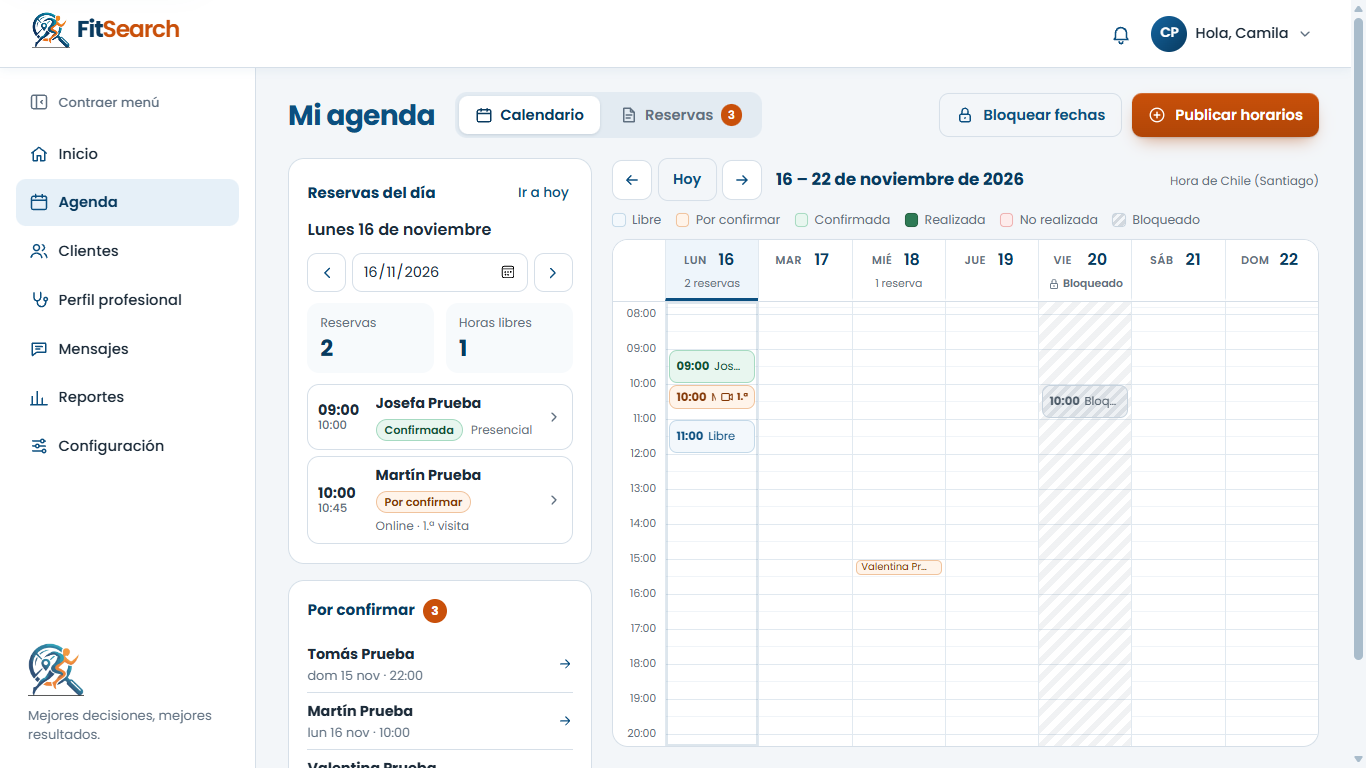 FitSearch
CP Hola, Camila
Contraer menú
Inicio
Agenda
Clientes
Perfil profesional
Mensajes
Reportes
Configuración
Mejores decisiones, mejores
resultados.
Mi agenda
Calendario
Reservas 3
Bloquear fechas
Publicar horarios
Reservas del día
Ir a hoy
Lunes 16 de noviembre
16/11/2026
Reservas
2
Horas libres
1
09:00
10:00
Josefa Prueba
Confirmada Presencial
10:00
10:45
Martín Prueba
Por confirmar
Online · 1.ª visita
Por confirmar 3
Tomás Prueba
dom 15 nov · 22:00
Martín Prueba
lun 16 nov · 10:00
Valentina Prueba
Hoy
16 – 22 de noviembre de 2026
Hora de Chile (Santiago)
Libre Por confirmar Confirmada Realizada No realizada Bloqueado
LUN 16
2 reservas
MAR 17
MIÉ 18
1 reserva
JUE 19
VIE 20
Bloqueado
SÁB 21
DOM 22
08:00
09:00
10:00
11:00
12:00
13:00
14:00
15:00
16:00
17:00
18:00
19:00
20:00
09:00 Jos...
10:00 1.ª
11:00 Libre
Valentina Pr...
10:00 Bloq...